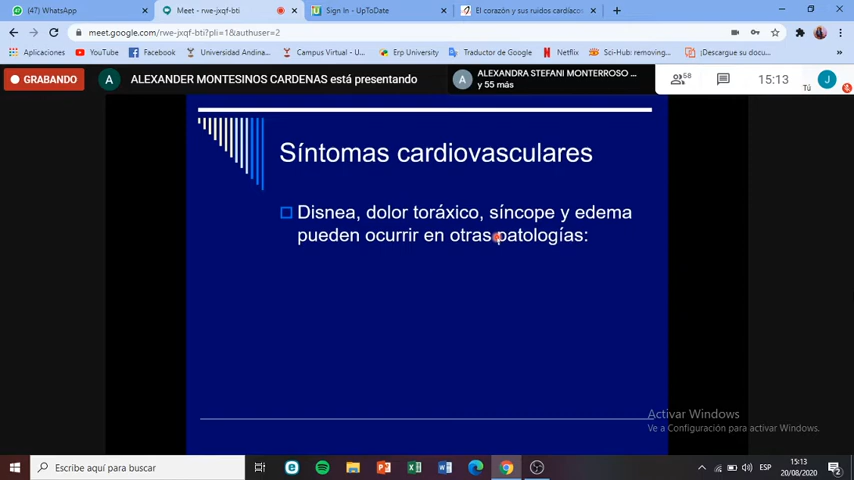 (47) WhatsApp
Meet - rwe-jxqf-bti
Sign In - UpToDate
El corazón y sus ruidos cardíacos
meet.google.com/rwe-jxqf-bti?pli=1&authuser=2
Aplicaciones
YouTube
Facebook
Universidad Andina...
Campus Virtual - U...
Erp University
Traductor de Google
Netflix
Sci-Hub: removing...
¡Descargue su docu...
GRABANDO
A
ALEXANDER MONTESINOS CARDENAS está presentando
A
ALEXANDRA STEFANI MONTERROSO ...
y 55 más
58
15:13
Tú
J
Síntomas cardiovasculares
Disnea, dolor toráxico, síncope y edema
pueden ocurrir en otras patologías:
Activar Windows
Ve a Configuración para activar Windows.
Escribe aquí para buscar
ESP
15:13
20/08/2020
2